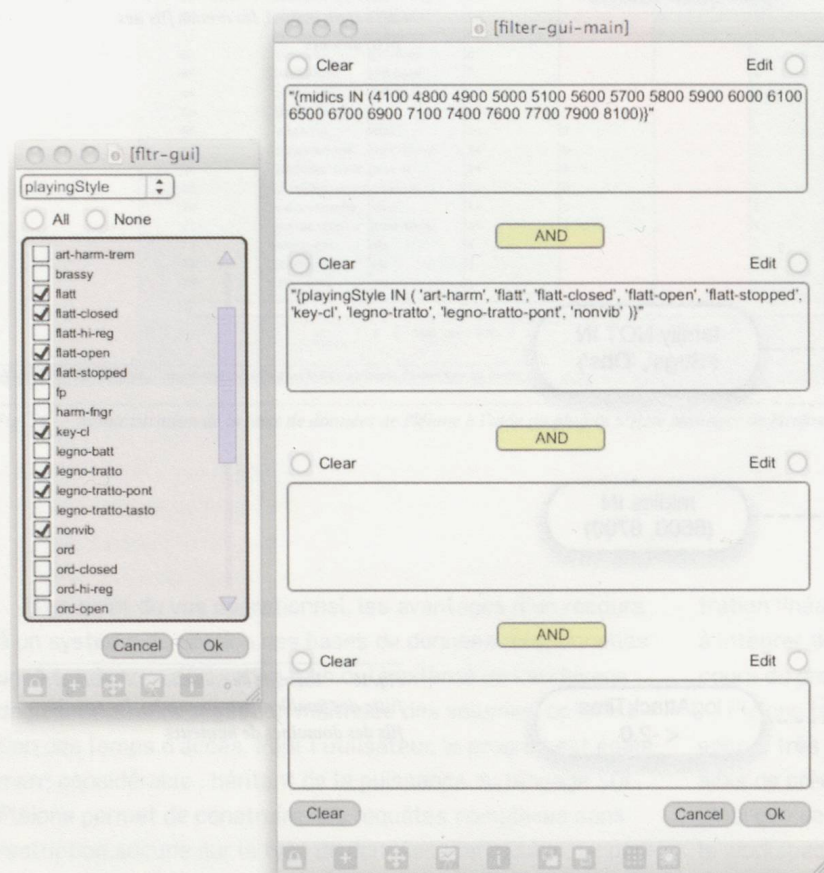 [filter-gui-main]
Clear
Edit
"{midics IN (4100 4800 4900 5000 5100 5600 5700 5800 5900 6000 6100
6500 6700 6900 7100 7400 7600 7700 7900 8100)}"
AND
Clear
Edit
"{playingStyle IN ( 'art-harm', 'flatt', 'flatt-closed', 'flatt-open', 'flatt-stopped',
'key-cl', 'legno-tratto', 'legno-tratto-pont', 'nonvib' )}"
AND
Clear
Edit
AND
Clear
Edit
Clear
Cancel
Ok
[fltr-gui]
playingStyle
All
None
art-harm-trem
brassy
flatt
flatt-closed
flatt-hi-reg
flatt-open
flatt-stopped
fp
harm-fngr
key-cl
legno-batt
legno-tratto
legno-tratto-pont
legno-tratto-tasto
nonvib
ord
ord-closed
ord-hi-reg
ord-open
Cancel
Ok